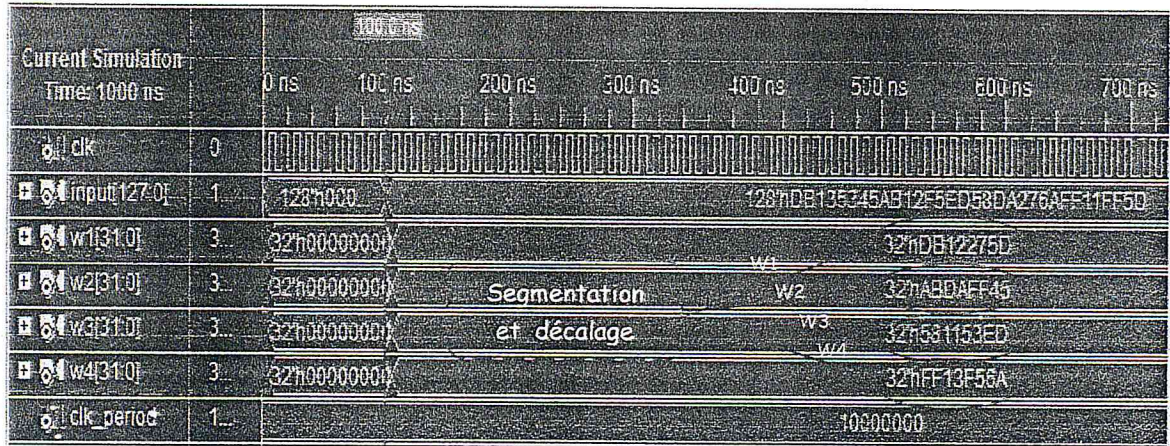 100.0 ns
Current Simulation
Time: 1000 ns
0 ns 100 ns 200 ns 300 ns 400 ns 500 ns 600 ns 700 ns
clk 0
input[127:0] 1... 128'h000... 128'hDB135345AB12F5ED58DA276AFF11FF5D
w1[31:0] 3... 32'h00000000 32'hDB12275D
W1
w2[31:0] 3... 32'h00000000 Segmentation W2 32'hABDAFF45
w3[31:0] 3... 32'h00000000 et décalage W3 32'h581153ED
W4
w4[31:0] 3... 32'h00000000 32'hFF13F56A
clk_period 1... 10000000